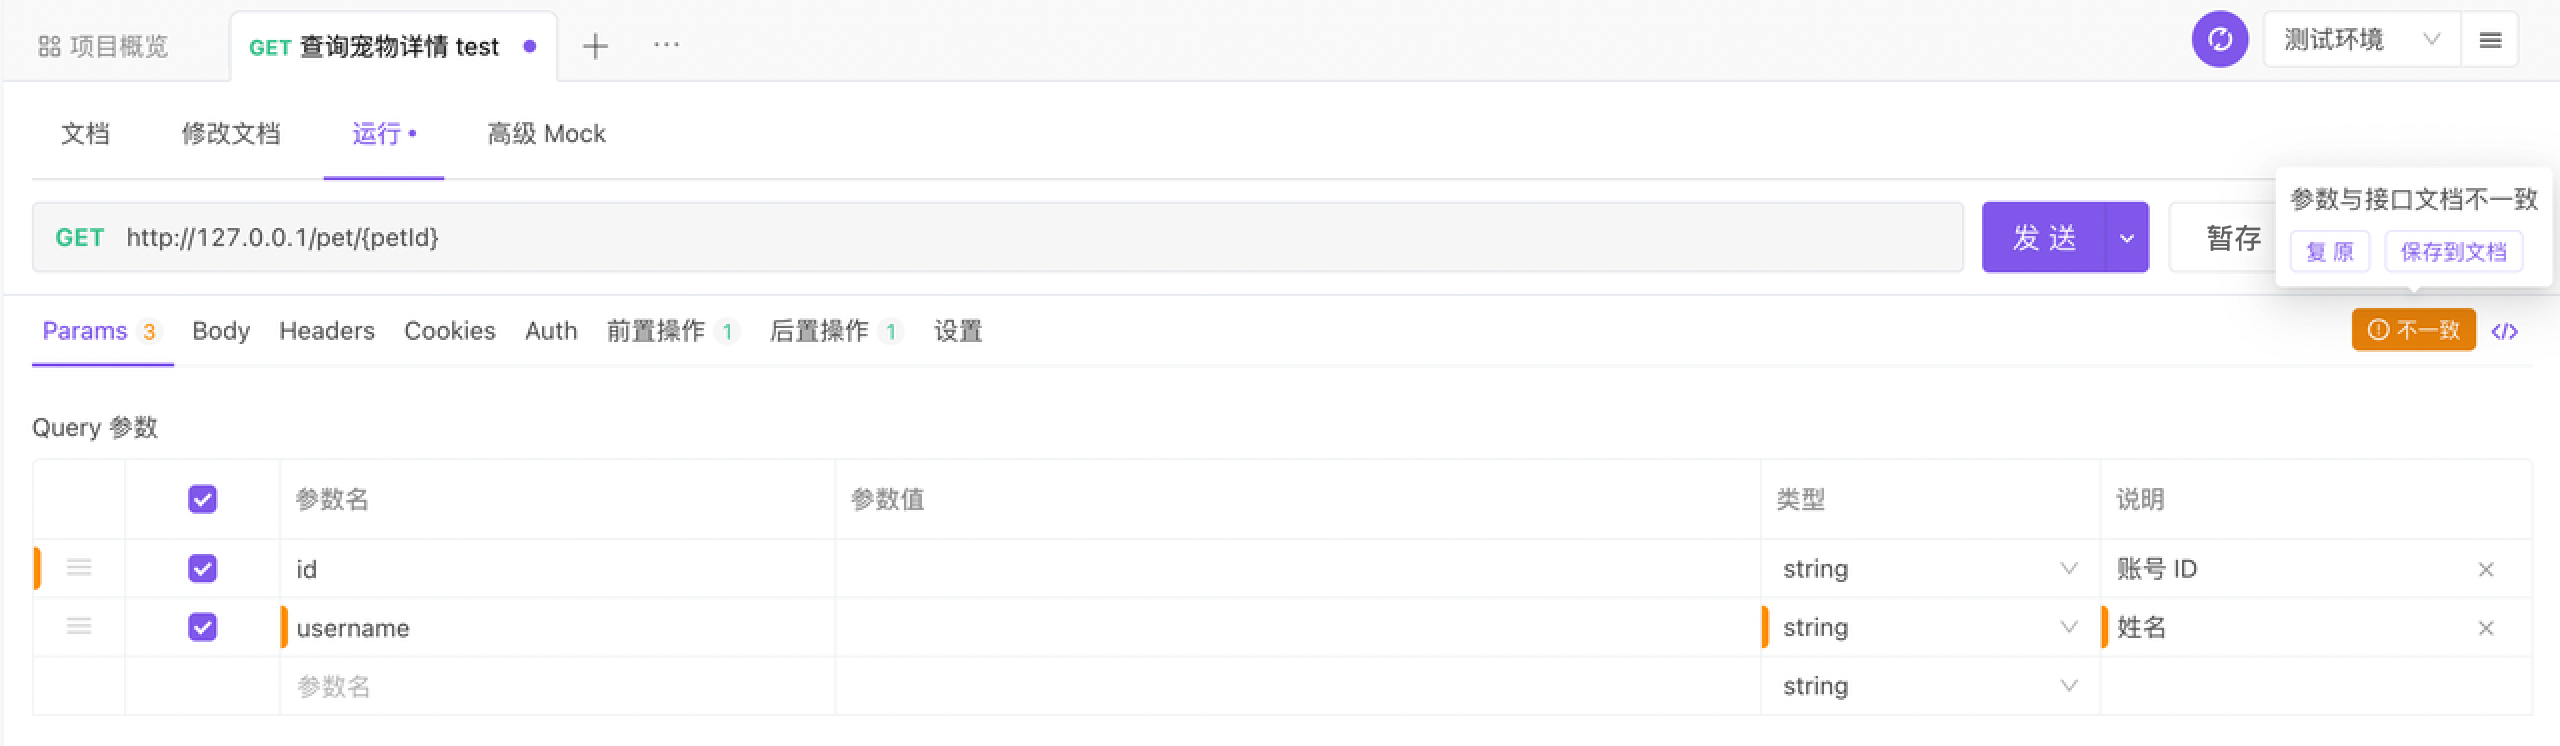 项目概览 GET 查询宠物详情 test 测试环境
文档 修改文档 运行 高级 Mock
参数与接口文档不一致
GET http://127.0.0.1/pet/{petId} 发 送 暂存 复 原 保存到文档
Params 3 Body Headers Cookies Auth 前置操作 1 后置操作 1 设置 不一致
Query 参数
参数名 参数值 类型 说明
id string 账号 ID
username string 姓名
参数名 string